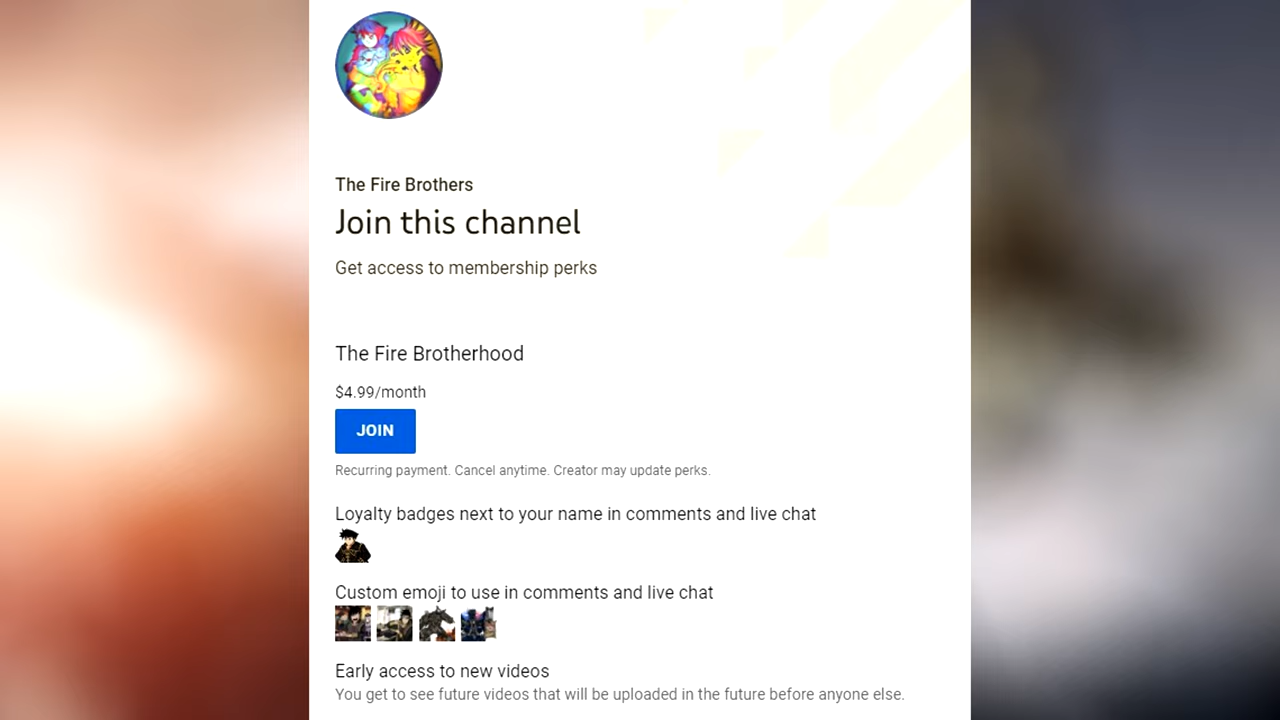 The Fire Brothers
Join this channel
Get access to membership perks
The Fire Brotherhood
$4.99/month
JOIN
Recurring payment. Cancel anytime. Creator may update perks.
Loyalty badges next to your name in comments and live chat
Custom emoji to use in comments and live chat
Early access to new videos
You get to see future videos that will be uploaded in the future before anyone else.